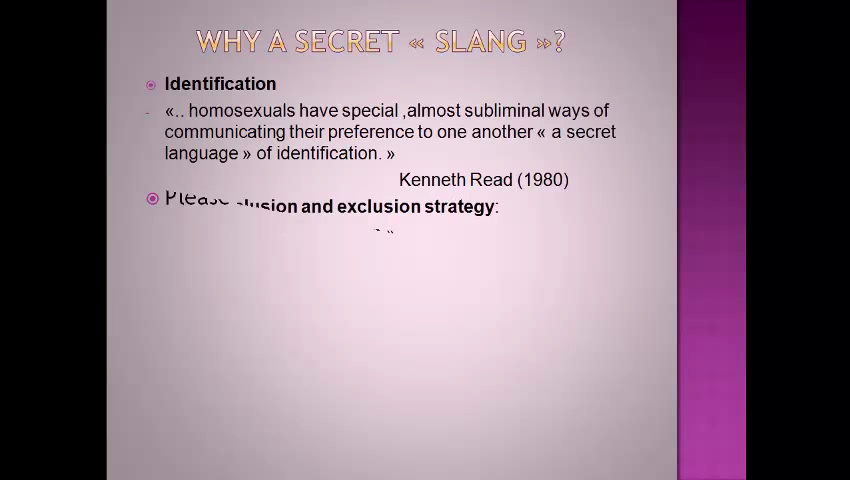 WHY A SECRET « SLANG »?
Identification
- «.. homosexuals have special ,almost subliminal ways of
communicating their preference to one another « a secret
language » of identification. »
Kenneth Read (1980)
and exclusion strategy: